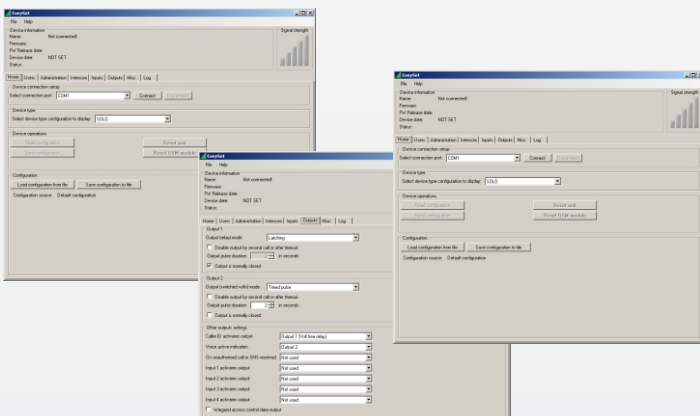 EasySet
File Help
Device information
Name: Not connected!
Firmware:
Fw' Release date:
Device date: NOT SET
Status:
Signal strength
Home Users Administration Intercom Inputs Outputs Misc Log
Device connection setup
Select connection port: COM1 Connect Disconnect
Device type
Select device type configuration to display: SOLO
Device operations
Read configuration Reset unit
Send configuration Reset GSM module
Configuration
Load configuration from file Save configuration to file
Configuration source: Default configuration
EasySet
File Help
Device information
Name: Not connected!
Firmware:
Fw' Release date:
Device date: NOT SET
Status:
Home Users Administration Intercom Inputs Outputs Misc Log
Output 1
Output (relay) mode Latching
Disable output by second call or after timeout
Output pulse duration 2 in seconds
Output is normally closed
Output 2
Output (switched volts) mode Timed pulse
Disable output by second call or after timeout
Output pulse duration 2 in seconds
Output is normally closed
Other outputs settings
Caller ID activates output Output 1 (Volt free relay)
Voice active indication Output 2
On unauthorised call or SMS received Not used
Input 1 activates output Not used
Input 2 activates output Not used
Input 3 activates output Not used
Input 4 activates output Not used
Wiegand access control data output
EasySet
File Help
Device information
Name: Not connected!
Firmware:
Fw' Release date:
Device date: NOT SET
Status:
Signal strength
Home Users Administration Intercom Inputs Outputs Misc Log
Device connection setup
Select connection port: COM1 Connect Disconnect
Device type
Select device type configuration to display: SOLO
Device operations
Read configuration Reset unit
Send configuration Reset GSM module
Configuration
Load configuration from file Save configuration to file
Configuration source: Default configuration